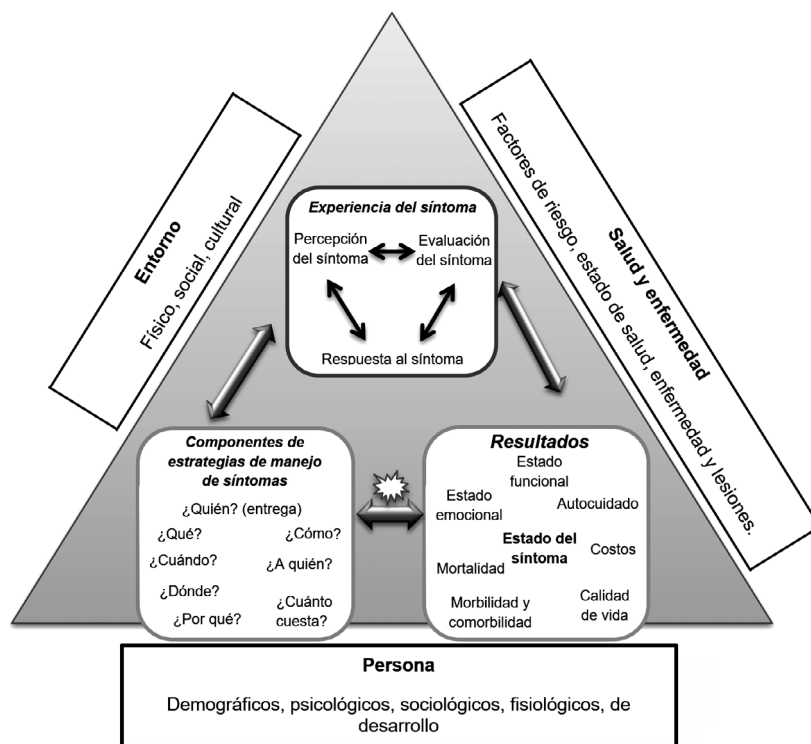 Entorno
Físico, social, cultural
Salud y enfermedad
Factores de riesgo, estado de salud, enfermedad y lesiones.
Experiencia del síntoma
Percepción
del síntoma
Evaluación
del síntoma
Respuesta al síntoma
Componentes de
estrategias de manejo
de síntomas
¿Quién? (entrega)
¿Qué?
¿Cómo?
¿Cuándo?
¿A quién?
¿Dónde?
¿Por qué?
¿Cuánto
cuesta?
Resultados
Estado
funcional
Estado
emocional
Autocuidado
Estado del
síntoma
Costos
Mortalidad
Morbilidad y
comorbilidad
Calidad
de vida
Persona
Demográficos, psicológicos, sociológicos, fisiológicos, de
desarrollo